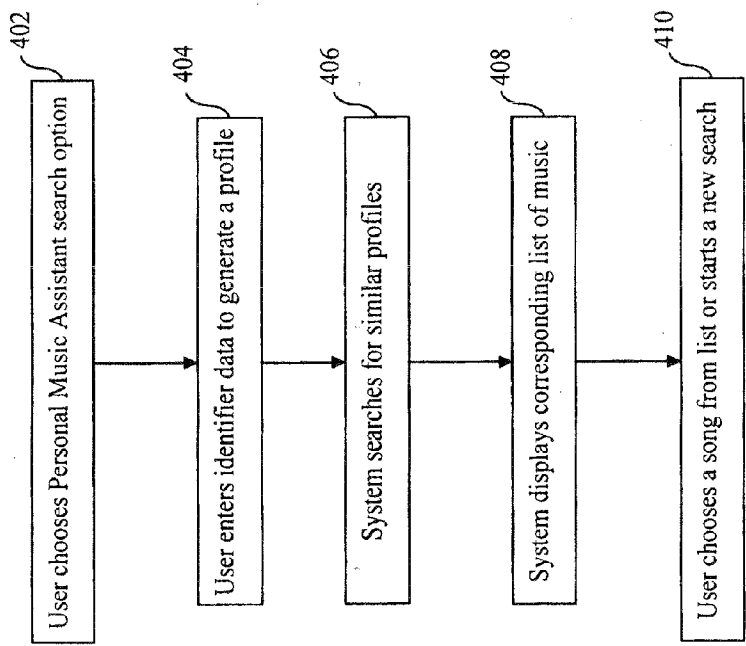 402
User chooses Personal Music Assistant search option
404
User enters identifier data to generate a profile
406
System searches for similar profiles
408
System displays corresponding list of music
410
User chooses a song from list or starts a new search